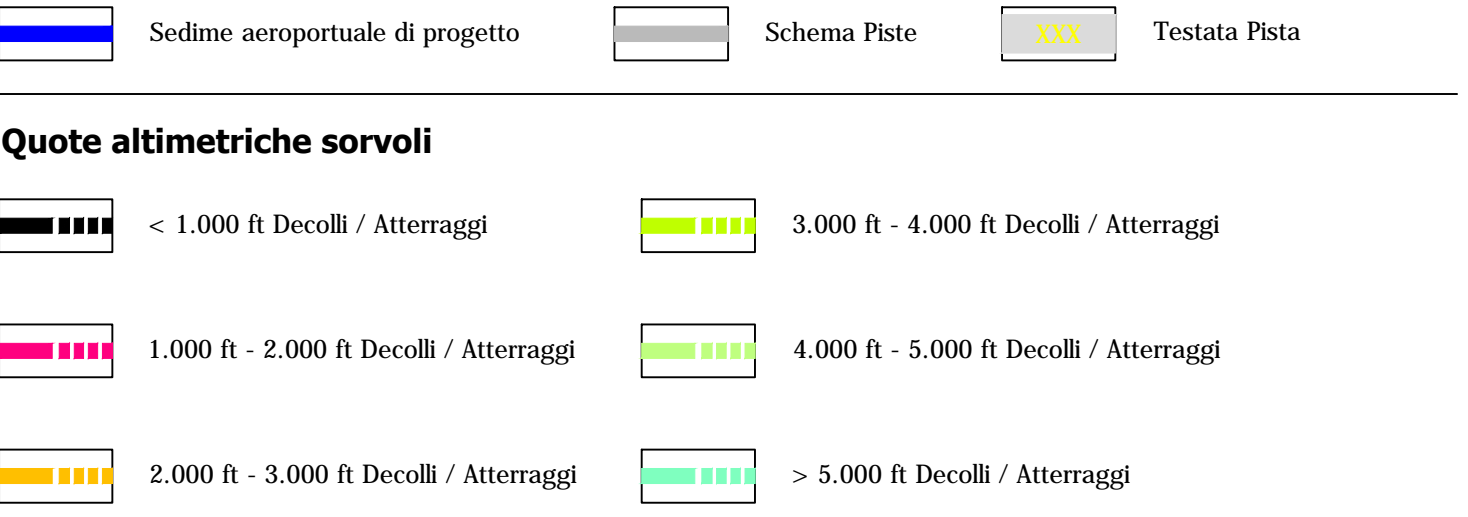 Sedime aeroportuale di progetto
Schema Piste
XXX
Testata Pista
Quote altimetriche sorvoli
< 1.000 ft Decolli / Atterraggi
3.000 ft - 4.000 ft Decolli / Atterraggi
1.000 ft - 2.000 ft Decolli / Atterraggi
4.000 ft - 5.000 ft Decolli / Atterraggi
2.000 ft - 3.000 ft Decolli / Atterraggi
> 5.000 ft Decolli / Atterraggi